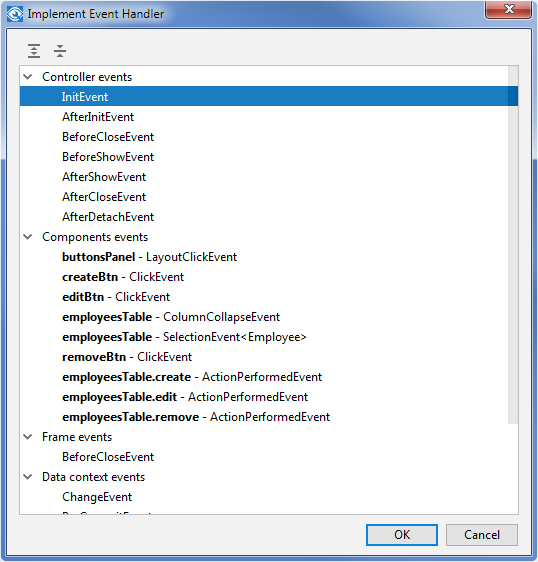 Implement Event Handler
Controller events
InitEvent
AfterInitEvent
BeforeCloseEvent
BeforeShowEvent
AfterShowEvent
AfterCloseEvent
AfterDetachEvent
Components events
buttonsPanel - LayoutClickEvent
createBtn - ClickEvent
editBtn - ClickEvent
employeesTable - ColumnCollapseEvent
employeesTable - SelectionEvent<Employee>
removeBtn - ClickEvent
employeesTable.create - ActionPerformedEvent
employeesTable.edit - ActionPerformedEvent
employeesTable.remove - ActionPerformedEvent
Frame events
BeforeCloseEvent
Data context events
ChangeEvent
OK Cancel